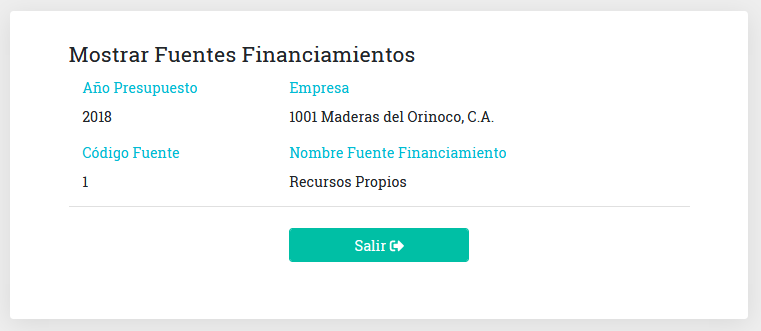 Mostrar Fuentes Financiamientos
Año Presupuesto Empresa
2018 1001 Maderas del Orinoco, C.A.
Código Fuente Nombre Fuente Financiamiento
1 Recursos Propios
Salir